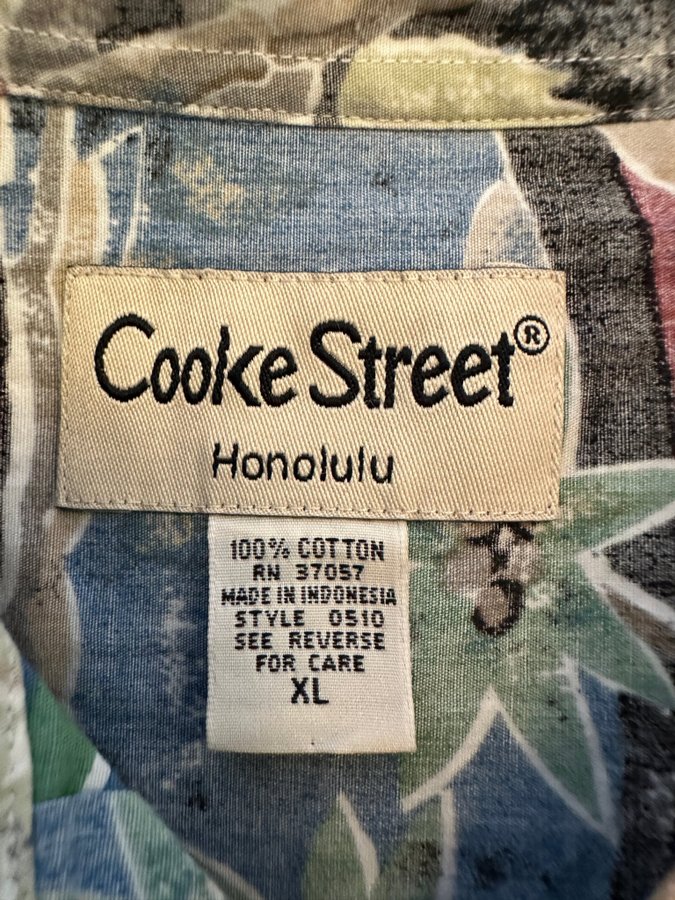 Cooke Street®
Honolulu
100% COTTON
RN 37057
MADE IN INDONESIA
STYLE 0510
SEE REVERSE
FOR CARE
XL